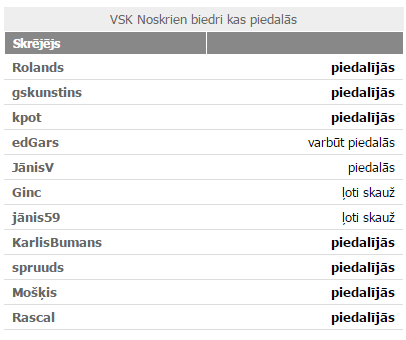 VSK Noskrien biedri kas piedalās
Skrējējs
Rolands piedalījās
gskunstins piedalījās
kpot piedalījās
edGars varbūt piedalās
JānisV piedalās
Ginc ļoti skauž
jānis59 ļoti skauž
KarlisBumans piedalījās
spruuds piedalījās
Mošķis piedalījās
Rascal piedalījās